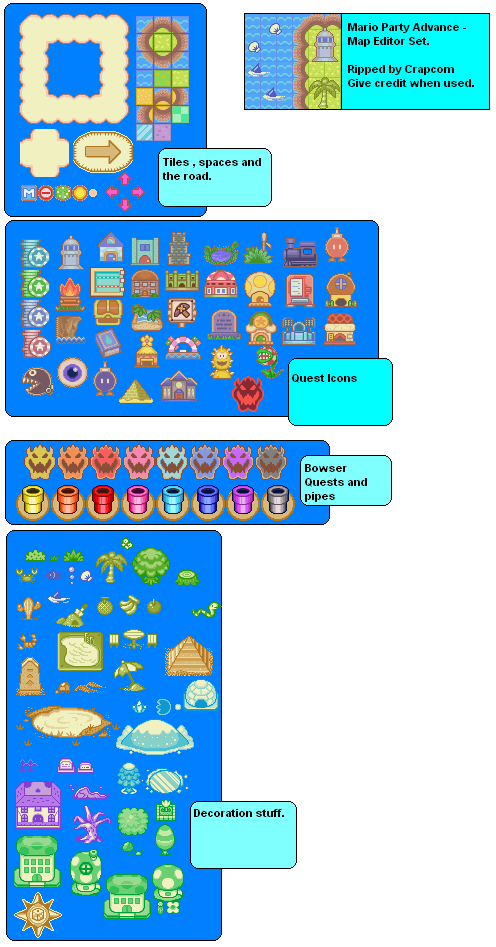 Mario Party Advance -
Map Editor Set.
Ripped by Crapcom
Give credit when used.
Tiles , spaces and
the road.
M
Quest Icons
Bowser
Quests and
pipes
Decoration stuff.